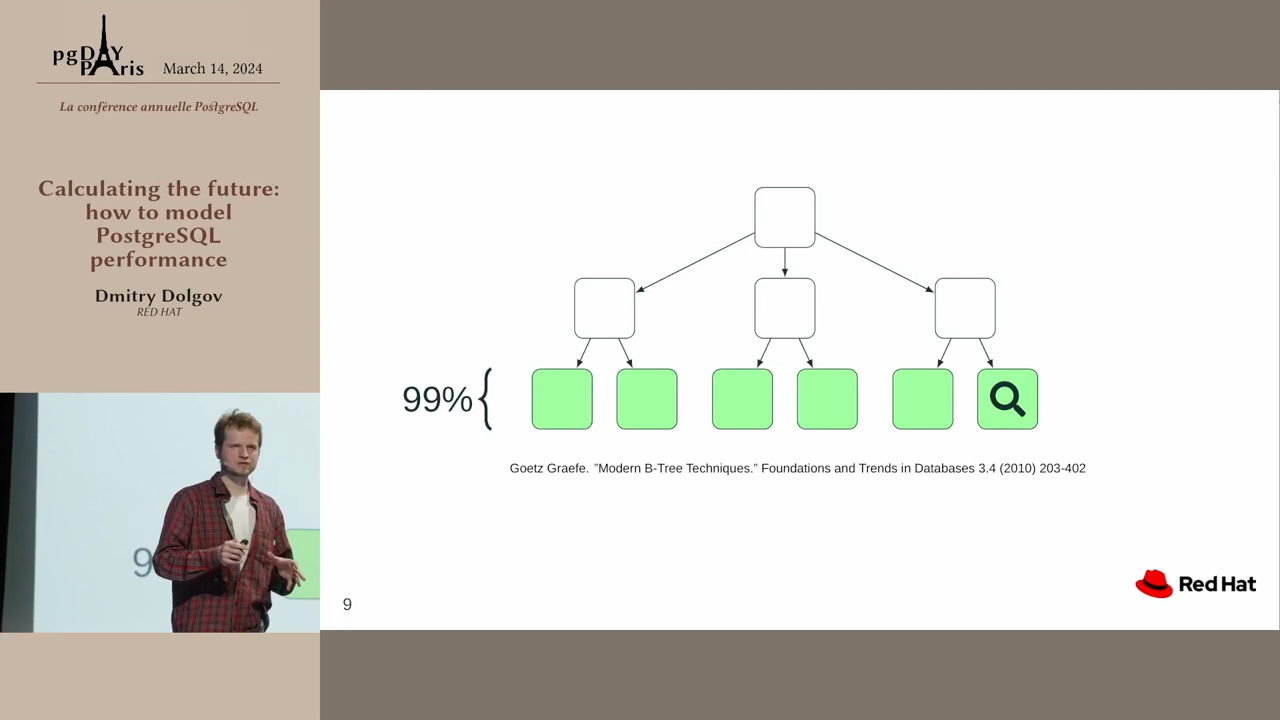 pgDAY
PAris
March 14, 2024
La conférence annuelle PostgreSQL
Calculating the future:
how to model
PostgreSQL
performance
Dmitry Dolgov
RED HAT
99%
Goetz Graefe. "Modern B-Tree Techniques." Foundations and Trends in Databases 3.4 (2010) 203-402
9
Red Hat
9